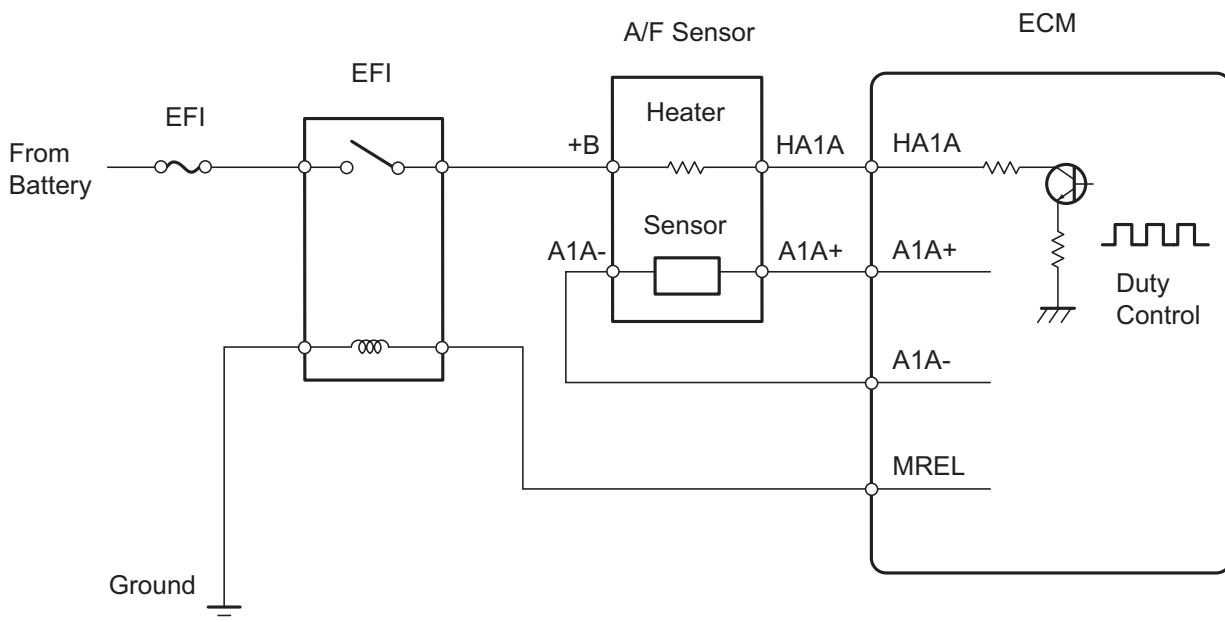 A/F Sensor
ECM
EFI
EFI
Heater
From
Battery
+B
HA1A
HA1A
Sensor
A1A-
A1A+
A1A+
Duty
Control
A1A-
MREL
Ground